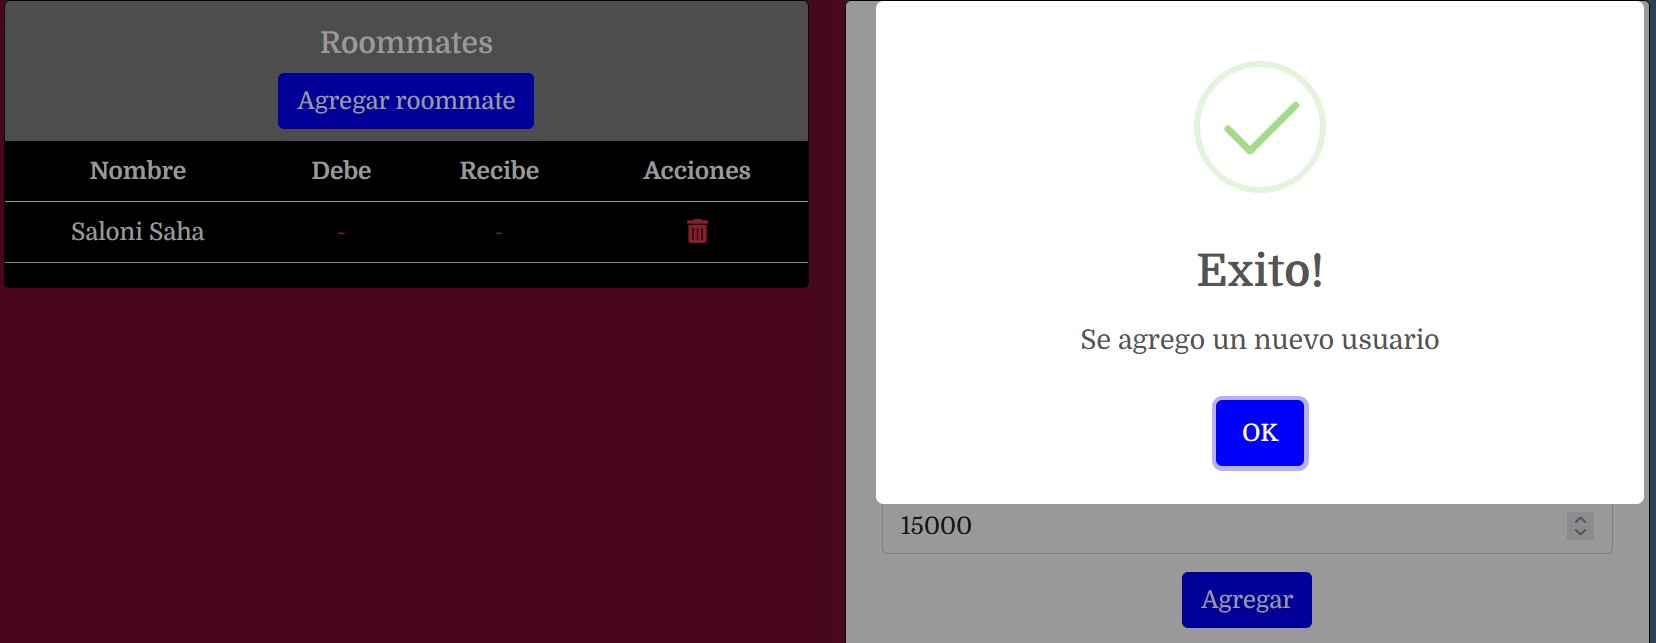 Roommates
Agregar roommate
Nombre Debe Recibe Acciones
Saloni Saha - -
Exito!
Se agrego un nuevo usuario
OK
15000
Agregar